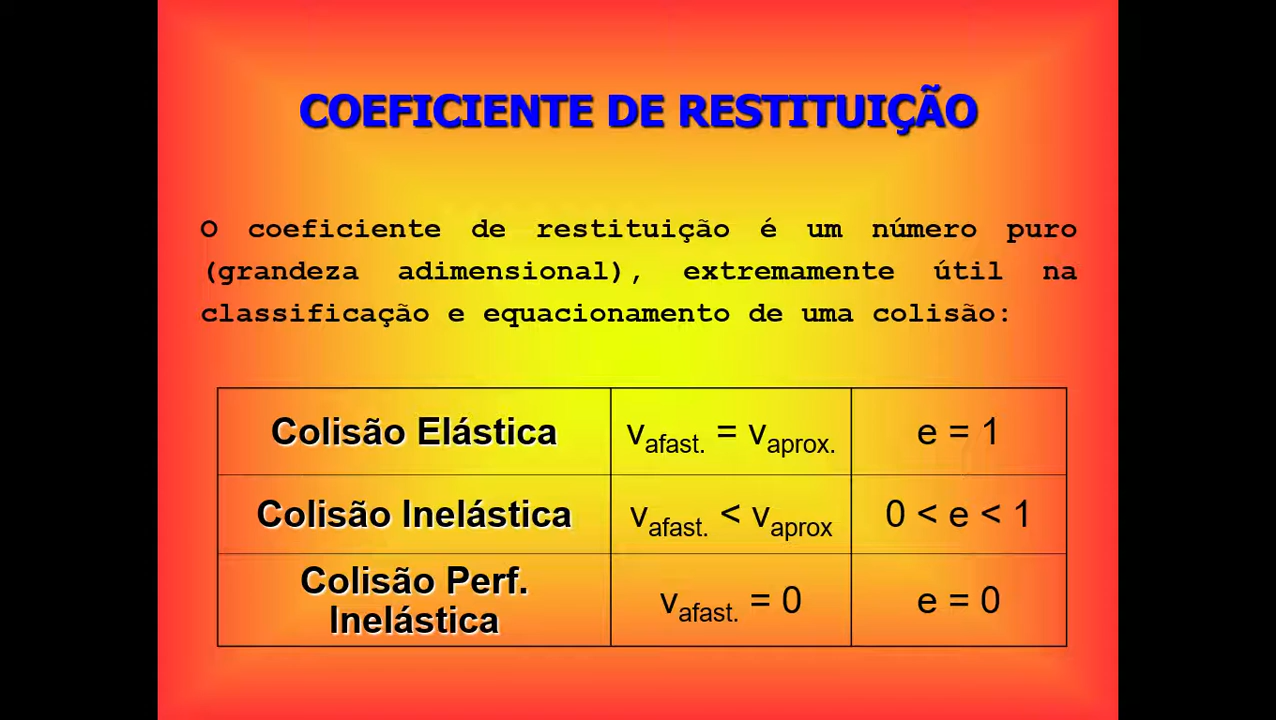 COEFICIENTE DE RESTITUIÇÃO
O coeficiente de restituição é um número puro
(grandeza adimensional), extremamente útil na
classificação e equacionamento de uma colisão:
Colisão Elástica
vafast. = vaprox.
e = 1
Colisão Inelástica
vafast. < vaprox
0 < e < 1
Colisão Perf.
Inelástica
vafast. = 0
e = 0